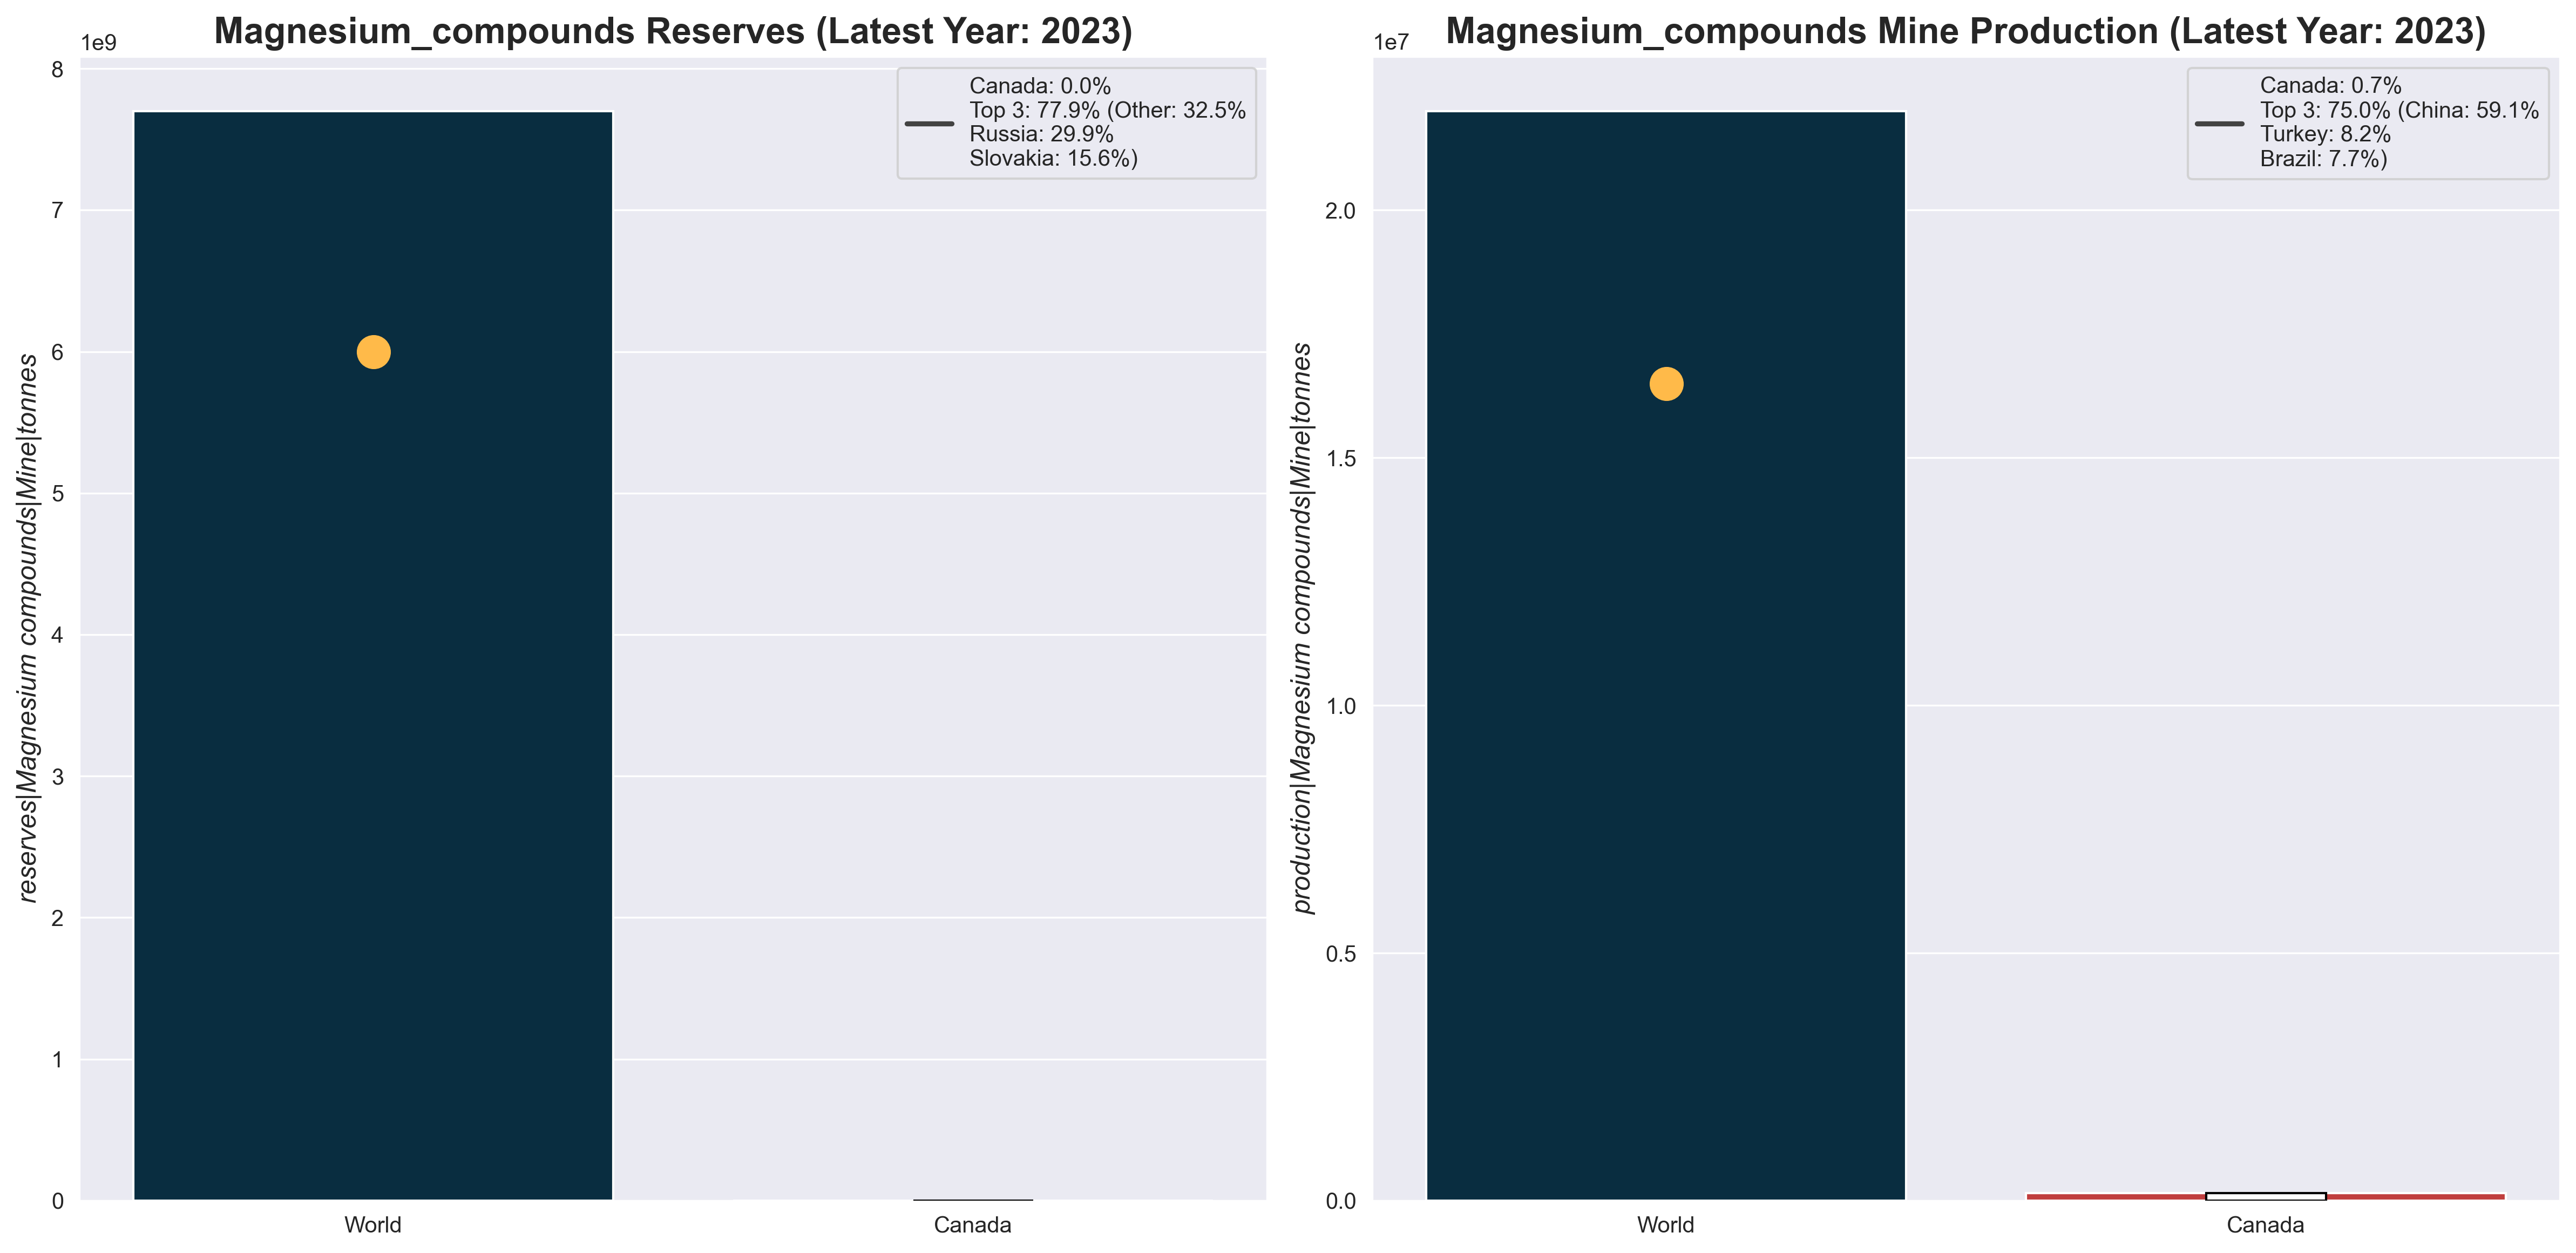 Magnesium_compounds Reserves (Latest Year: 2023)
1e9
8
7
6
5
4
3
2
1
0
reserves|Magnesium compounds|Mine|tonnes
World
Canada
Canada: 0.0%
Top 3: 77.9% (Other: 32.5%
Russia: 29.9%
Slovakia: 15.6%)
Magnesium_compounds Mine Production (Latest Year: 2023)
1e7
2.0
1.5
1.0
0.5
0.0
production|Magnesium compounds|Mine|tonnes
World
Canada
Canada: 0.7%
Top 3: 75.0% (China: 59.1%
Turkey: 8.2%
Brazil: 7.7%)